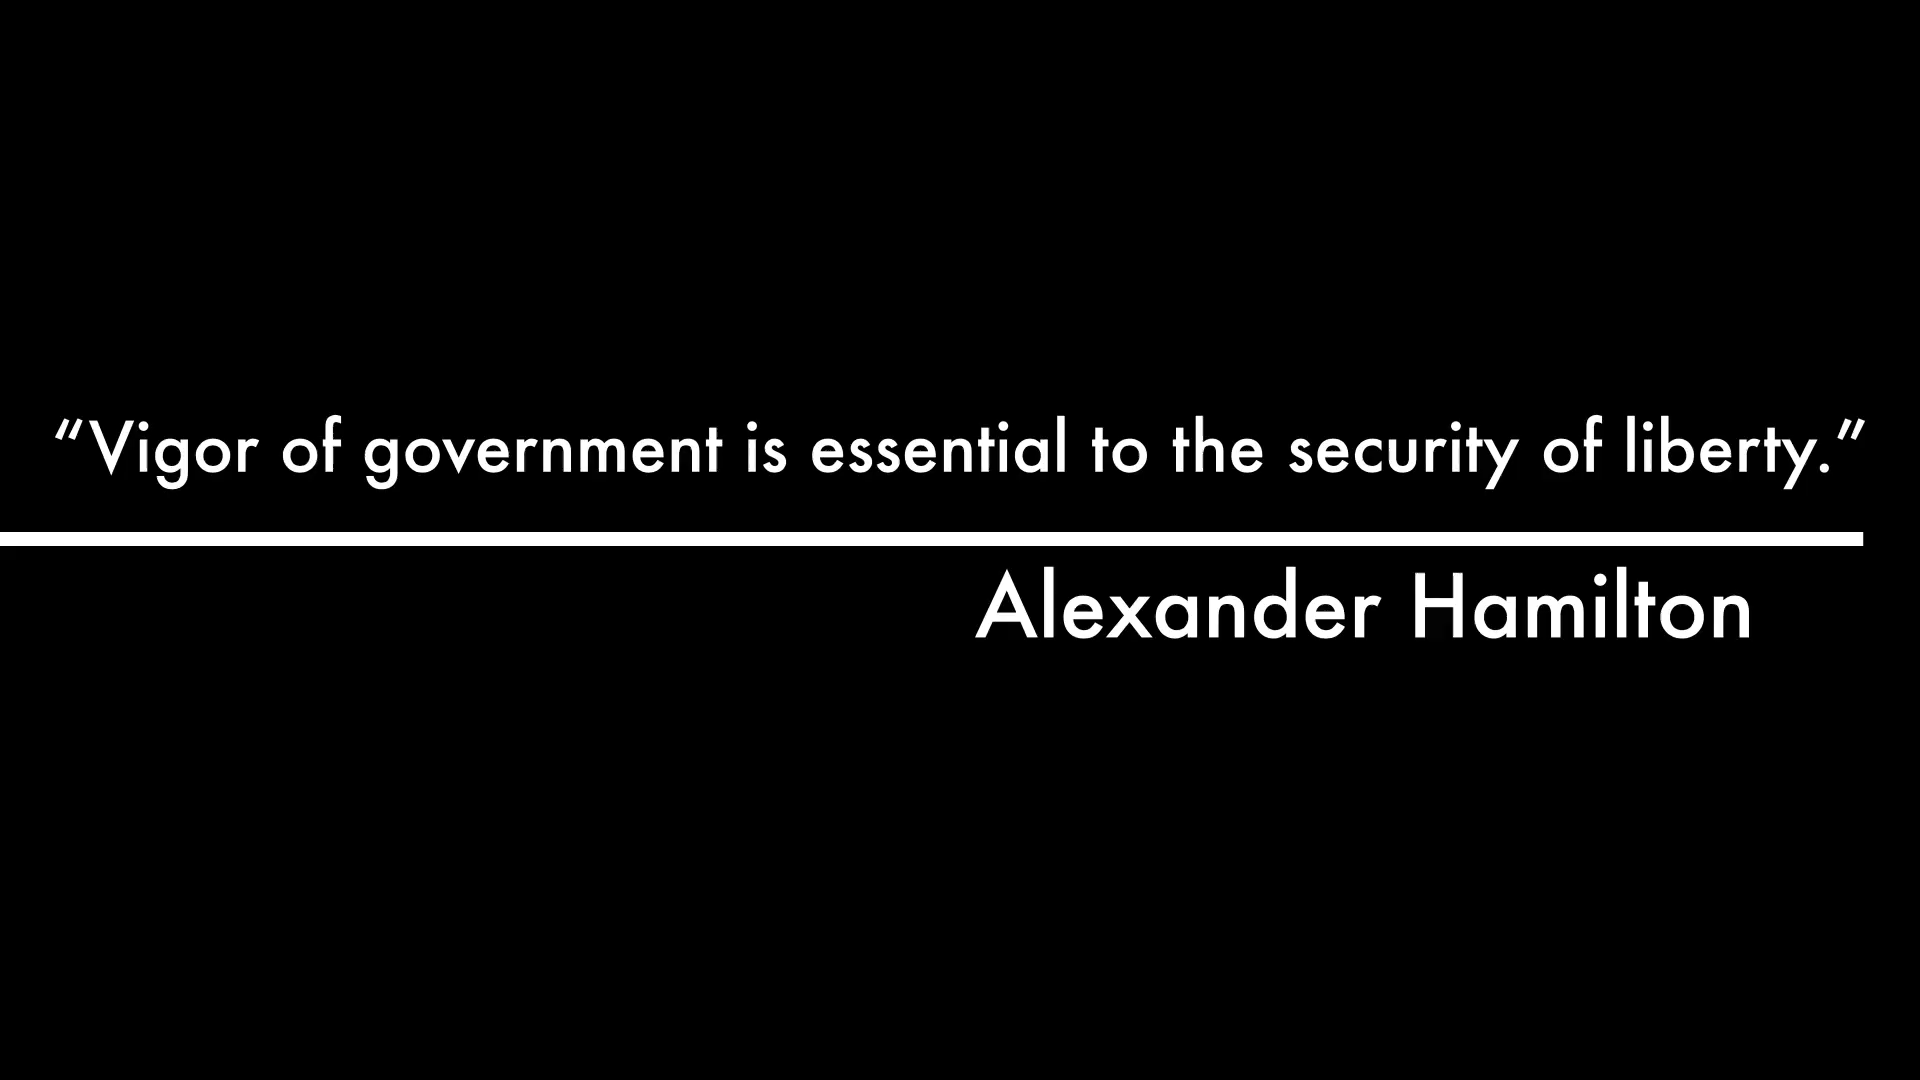 “Vigor of government is essential to the security of liberty.”
Alexander Hamilton